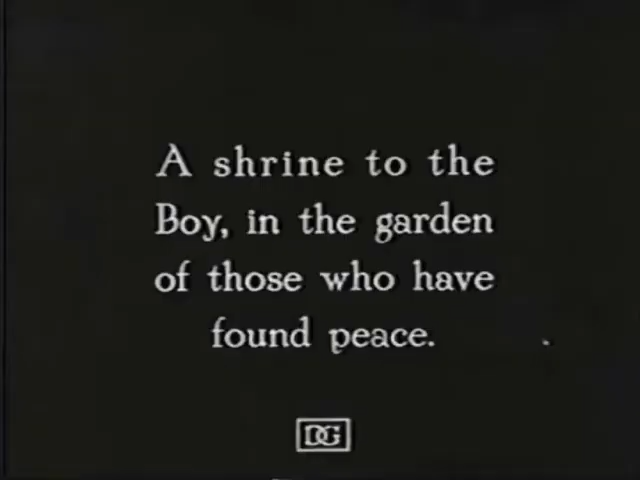 A shrine to the
Boy, in the garden
of those who have
found peace.
DG